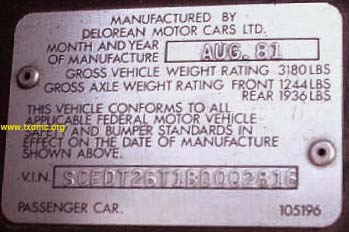 MANUFACTURED BY
DELOREAN MOTOR CARS LTD.
MONTH AND YEAR
OF MANUFACTURE AUG. 81
GROSS VEHICLE WEIGHT RATING 3180 LBS
GROSS AXLE WEIGHT RATING FRONT 1244 LBS
REAR 1936 LBS
THIS VEHICLE CONFORMS TO ALL
APPLICABLE FEDERAL MOTOR VEHICLE
www.txdmc.org AND BUMPER STANDARDS IN
EFFECT ON THE DATE OF MANUFACTURE
SHOWN ABOVE.
V.I.N. SCEDT26T1BD002816
PASSENGER CAR. 105196